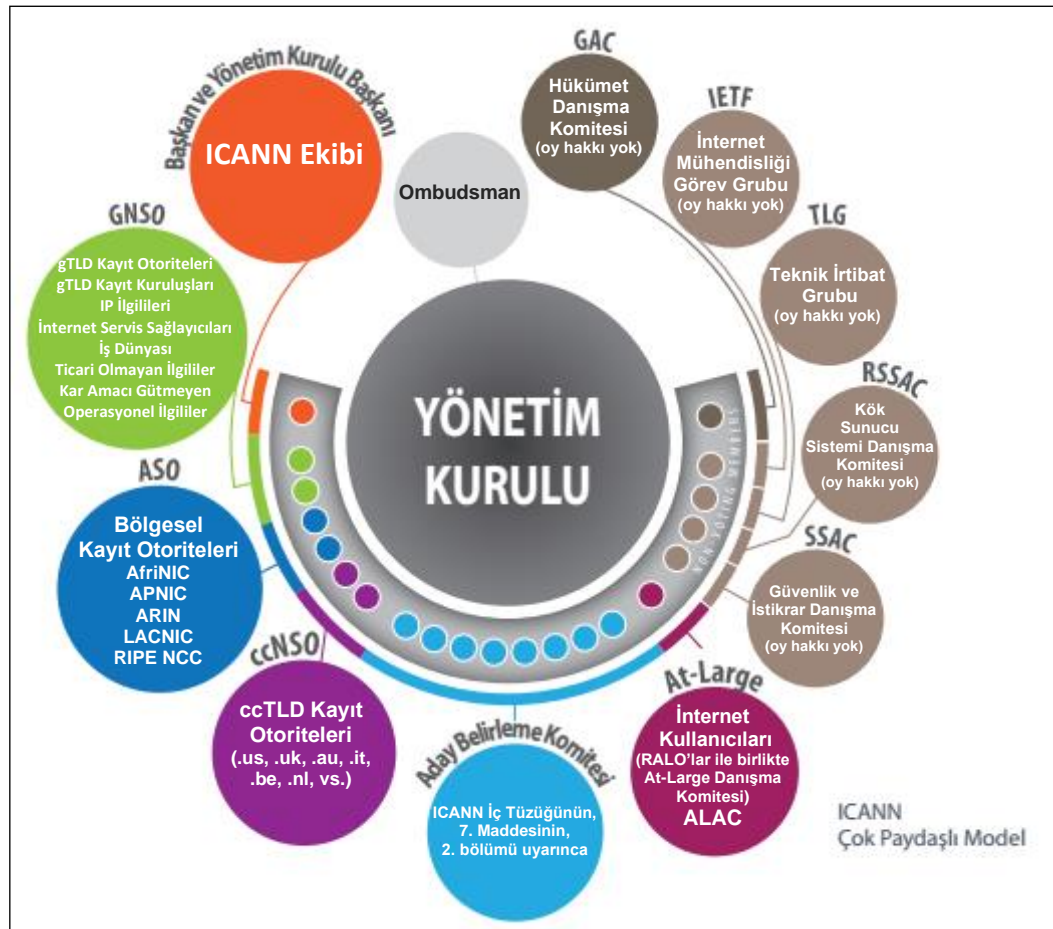 Başkan ve Yönetim Kurulu Başkanı
ICANN Ekibi
Ombudsman
GAC
Hükümet
Danışma
Komitesi
(oy hakkı yok)
IETF
İnternet
Mühendisliği
Görev Grubu
(oy hakkı yok)
TLG
Teknik İrtibat
Grubu
(oy hakkı yok)
RSSAC
Kök
Sunucu
Sistemi Danışma
Komitesi
(oy hakkı yok)
SSAC
Güvenlik ve
İstikrar Danışma
Komitesi
(oy hakkı yok)
GNSO
gTLD Kayıt Otoriteleri
gTLD Kayıt Kuruluşları
IP İlgilileri
İnternet Servis Sağlayıcıları
İş Dünyası
Ticari Olmayan İlgililer
Kar Amacı Gütmeyen
Operasyonel İlgililer
YÖNETİM
KURULU
NON VOTING MEMBERS
ASO
Bölgesel
Kayıt Otoriteleri
AfriNIC
APNIC
ARIN
LACNIC
RIPE NCC
ccNSO
ccTLD Kayıt
Otoriteleri
(.us, .uk, .au, .it,
.be, .nl, vs.)
Aday Belirleme Komitesi
ICANN İç Tüzüğünün,
7. Maddesinin,
2. bölümü uyarınca
At-Large
İnternet
Kullanıcıları
(RALO’lar ile birlikte
At-Large Danışma
Komitesi)
ALAC
ICANN
Çok Paydaşlı Model